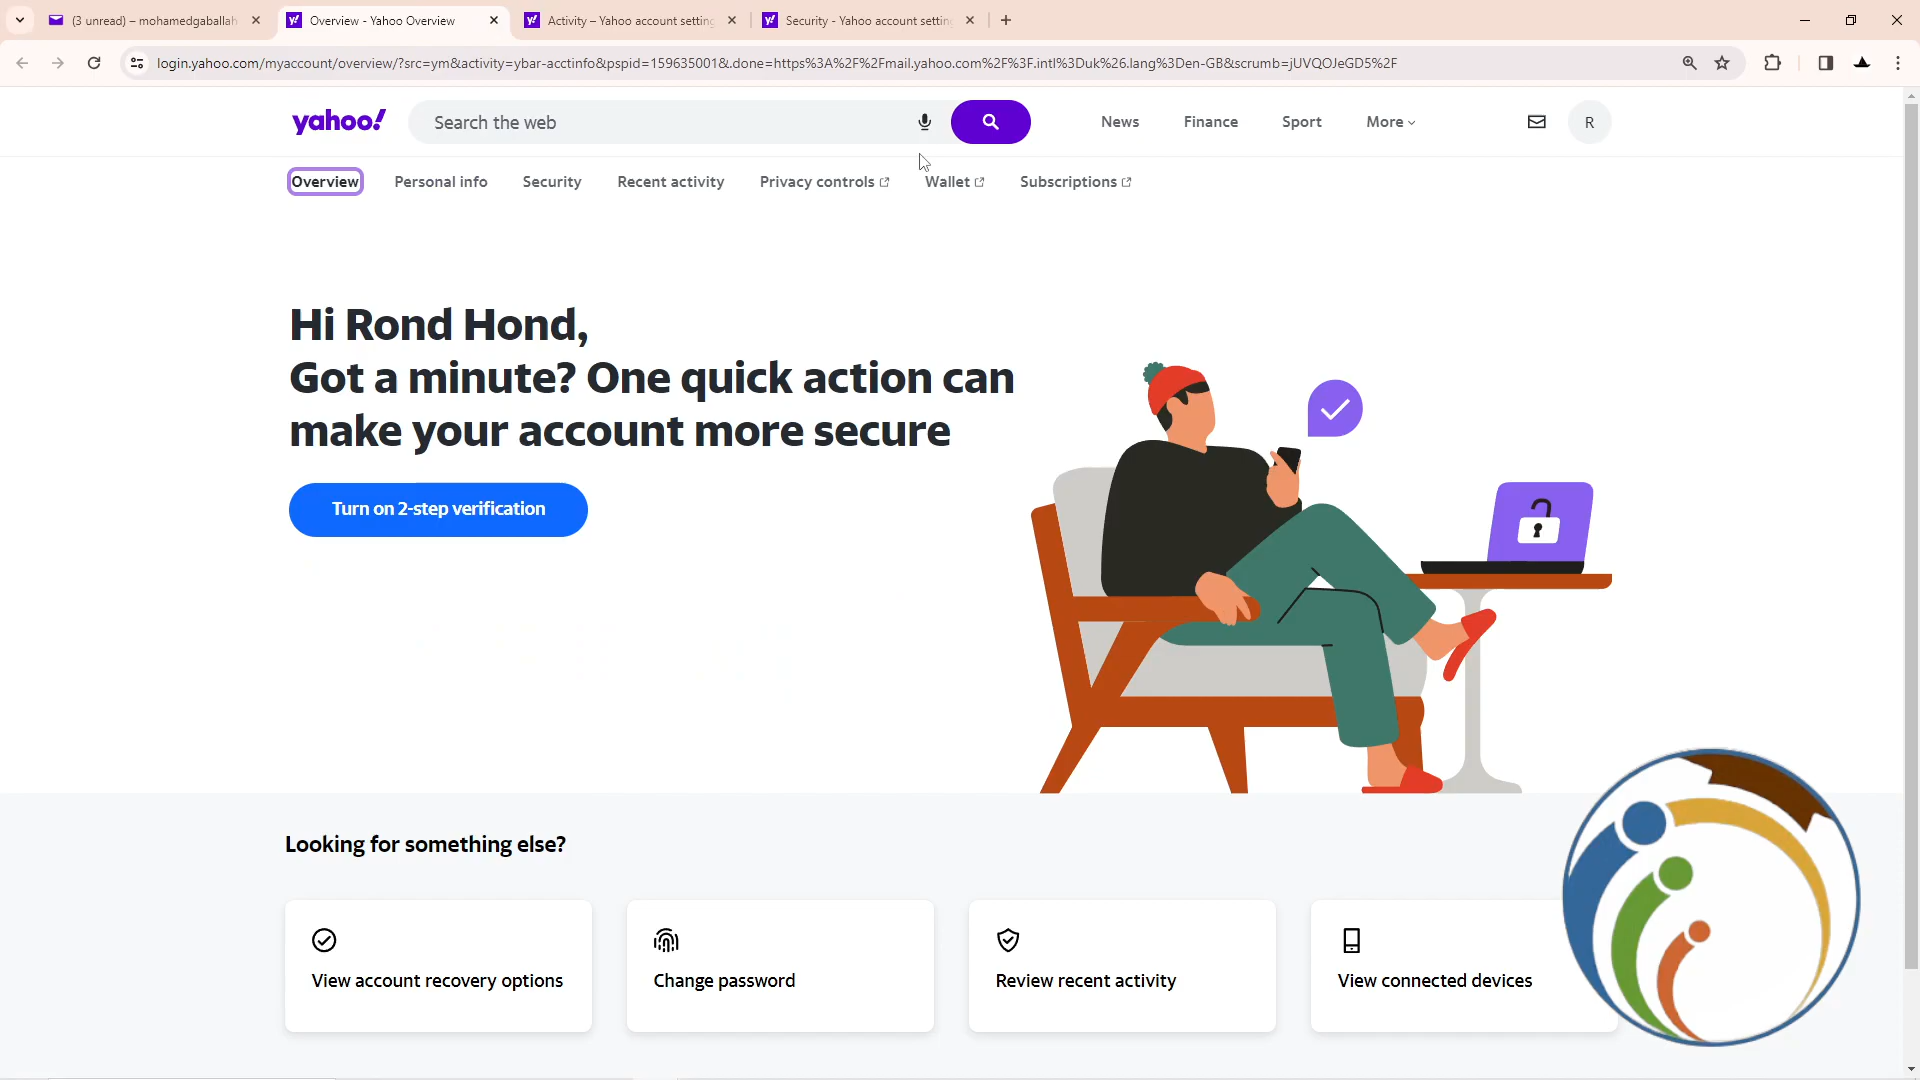 (3 unread) – mohamedgaballah
Overview - Yahoo Overview
Activity – Yahoo account setting
Security - Yahoo account settin
login.yahoo.com/myaccount/overview/?src=ym&activity=ybar-acctinfo&pspid=159635001&.done=https%3A%2F%2Fmail.yahoo.com%2F%3F.intl%3Duk%26.lang%3Den-GB&scrumb=jUVQOJeGD5%2F
yahoo!
Search the web
News
Finance
Sport
More
R
Overview
Personal info
Security
Recent activity
Privacy controls
Wallet
Subscriptions
Hi Rond Hond,
Got a minute? One quick action can
make your account more secure
Turn on 2-step verification
Looking for something else?
View account recovery options
Change password
Review recent activity
View connected devices